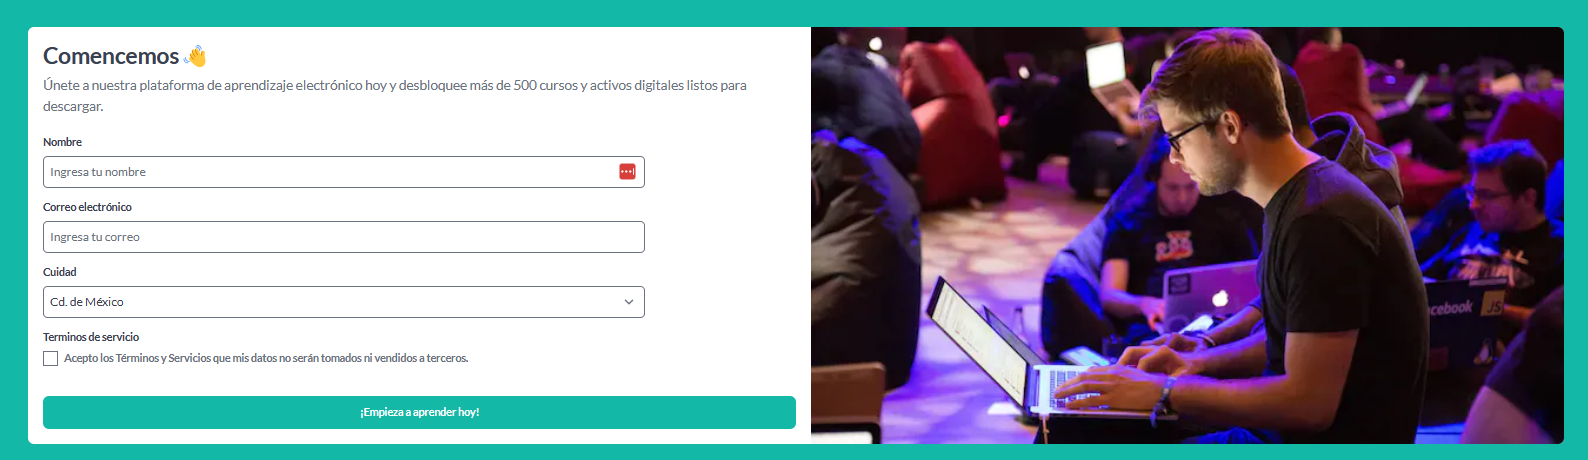 Comencemos 👋
Únete a nuestra plataforma de aprendizaje electrónico hoy y desbloquee más de 500 cursos y activos digitales listos para
descargar.
Nombre
Ingresa tu nombre
Correo electrónico
Ingresa tu correo
Cuidad
Cd. de México
Terminos de servicio
Acepto los Términos y Servicios que mis datos no serán tomados ni vendidos a terceros.
¡Empieza a aprender hoy!
cebook
JS